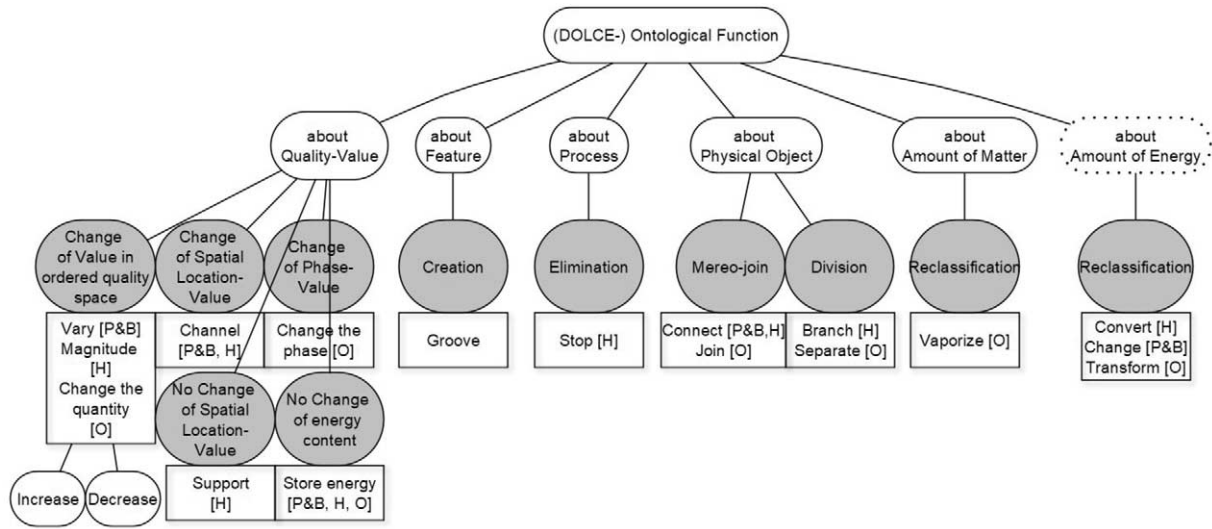 (DOLCE-) Ontological Function
about
Quality-Value
about
Feature
about
Process
about
Physical Object
about
Amount of Matter
about
Amount of Energy
Change
of Value in
ordered quality
space
Change
of Spatial
Location-
Value
Change
of Phase-
Value
Creation
Elimination
Mereo-join
Division
Reclassification
Reclassification
Vary [P&B]
Magnitude
[H]
Change the
quantity
[O]
Channel
[P&B, H]
Change the
phase [O]
Groove
Stop [H]
Connect [P&B,H]
Join [O]
Branch [H]
Separate [O]
Vaporize [O]
Convert [H]
Change [P&B]
Transform [O]
No Change
of Spatial
Location-
Value
No Change
of energy
content
Increase
Decrease
Support
[H]
Store energy
[P&B, H, O]